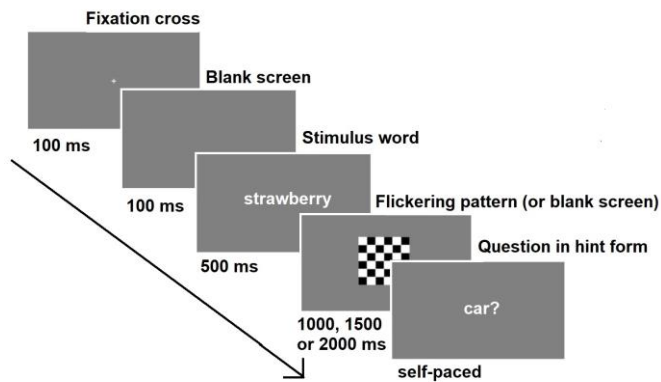 Fixation cross
Blank screen
100 ms
Stimulus word
100 ms
strawberry
Flickering pattern (or blank screen)
500 ms
Question in hint form
1000, 1500
or 2000 ms
car?
self-paced